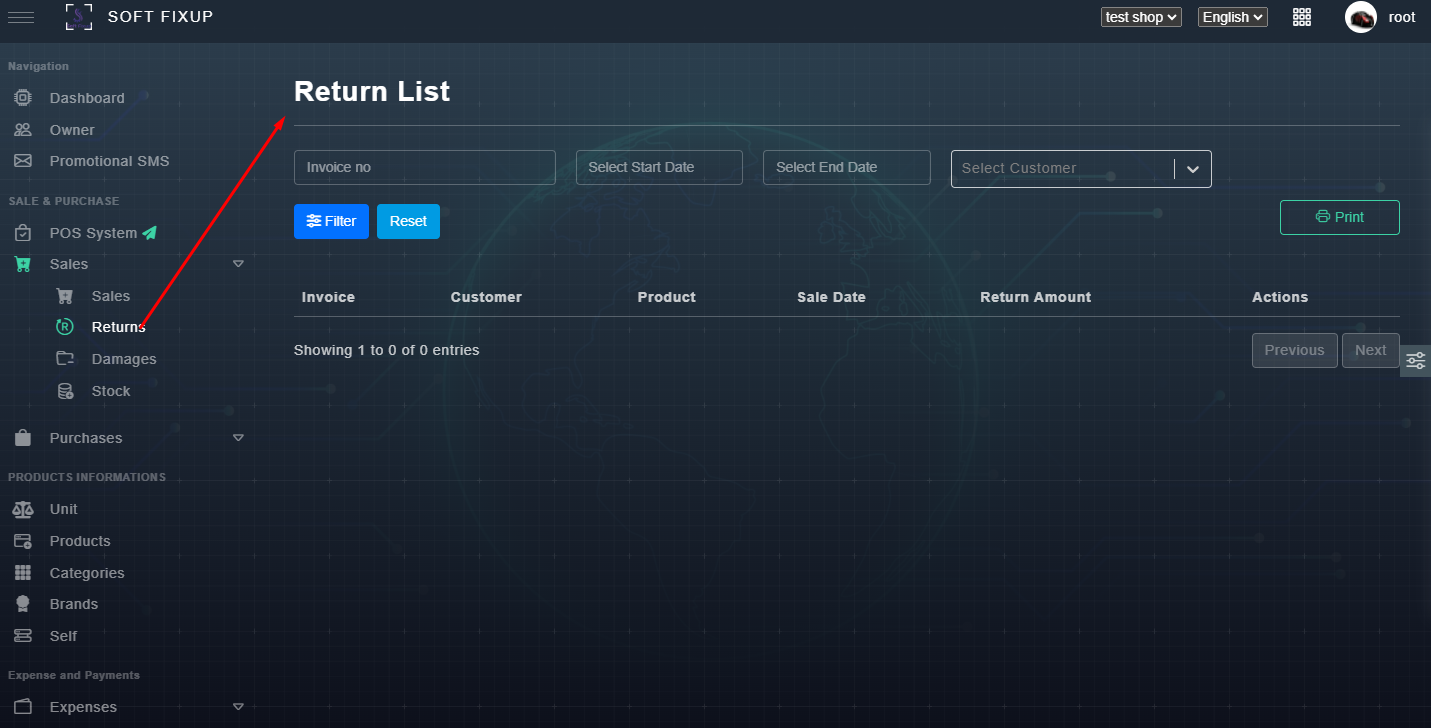 SOFT FIXUP
test shop
English
root
Navigation
Dashboard
Owner
Promotional SMS
SALE & PURCHASE
POS System
Sales
Sales
Returns
Damages
Stock
Purchases
PRODUCTS INFORMATIONS
Unit
Products
Categories
Brands
Self
Expense and Payments
Expenses
Return List
Invoice no
Select Start Date
Select End Date
Select Customer
Filter
Reset
Print
Invoice Customer Product Sale Date Return Amount Actions
Showing 1 to 0 of 0 entries
Previous
Next